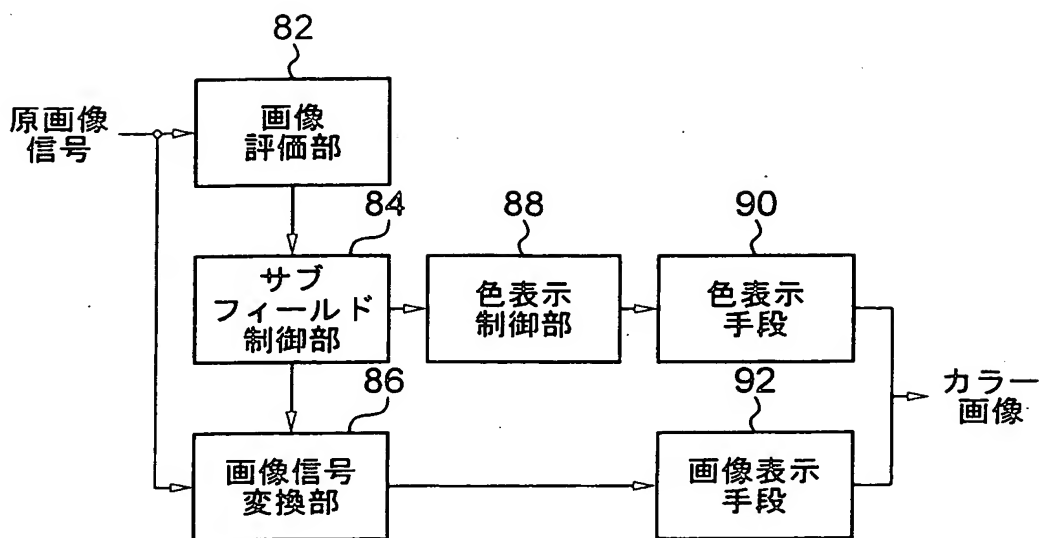 82
原画像
信号
画像
評価部
84
88
90
サブ
フィールド
制御部
色表示
制御部
色表示
手段
86
92
カラー
画像
画像信号
変換部
画像表示
手段